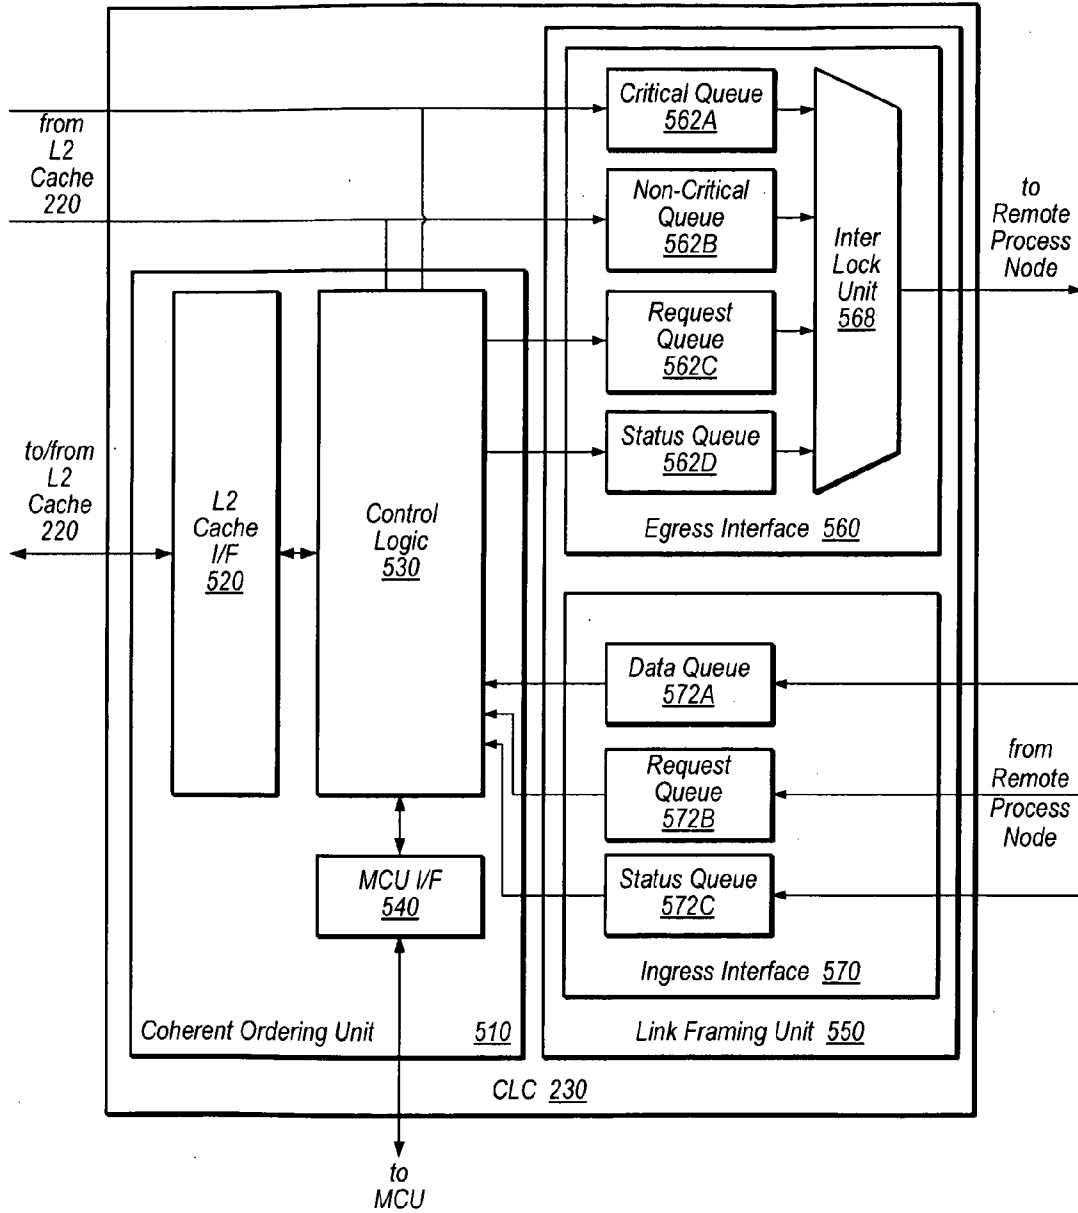 Critical Queue
562A
from
L2
Cache
220
Non-Critical
Queue
562B
to
Remote
Process
Node
Inter
Lock
Unit
568
Request
Queue
562C
Status Queue
562D
to/from
L2
Cache
220
L2
Cache
I/F
520
Control
Logic
530
Egress Interface 560
Data Queue
572A
Request
Queue
572B
from
Remote
Process
Node
Status Queue
572C
MCU I/F
540
Ingress Interface 570
Coherent Ordering Unit 510
Link Framing Unit 550
CLC 230
to
MCU